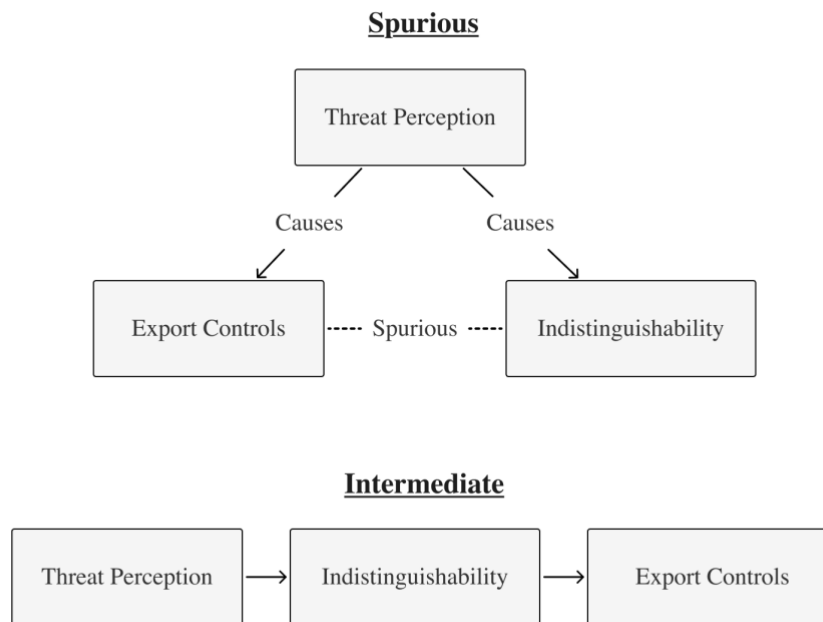 Spurious
Threat Perception
Causes Causes
Export Controls Spurious Indistinguishability
Intermediate
Threat Perception Indistinguishability Export Controls